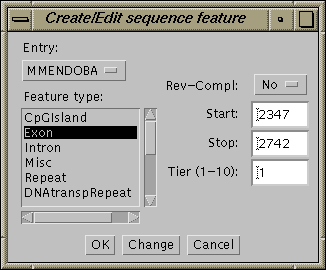 Create/Edit sequence feature
Entry:
MMENDOBA
Rev-Compl: No
Feature type:
CpGIsland
Exon
Intron
Misc
Repeat
DNAtranspRepeat
Start: 2347
Stop: 2742
Tier (1-10): 1
OK Change Cancel